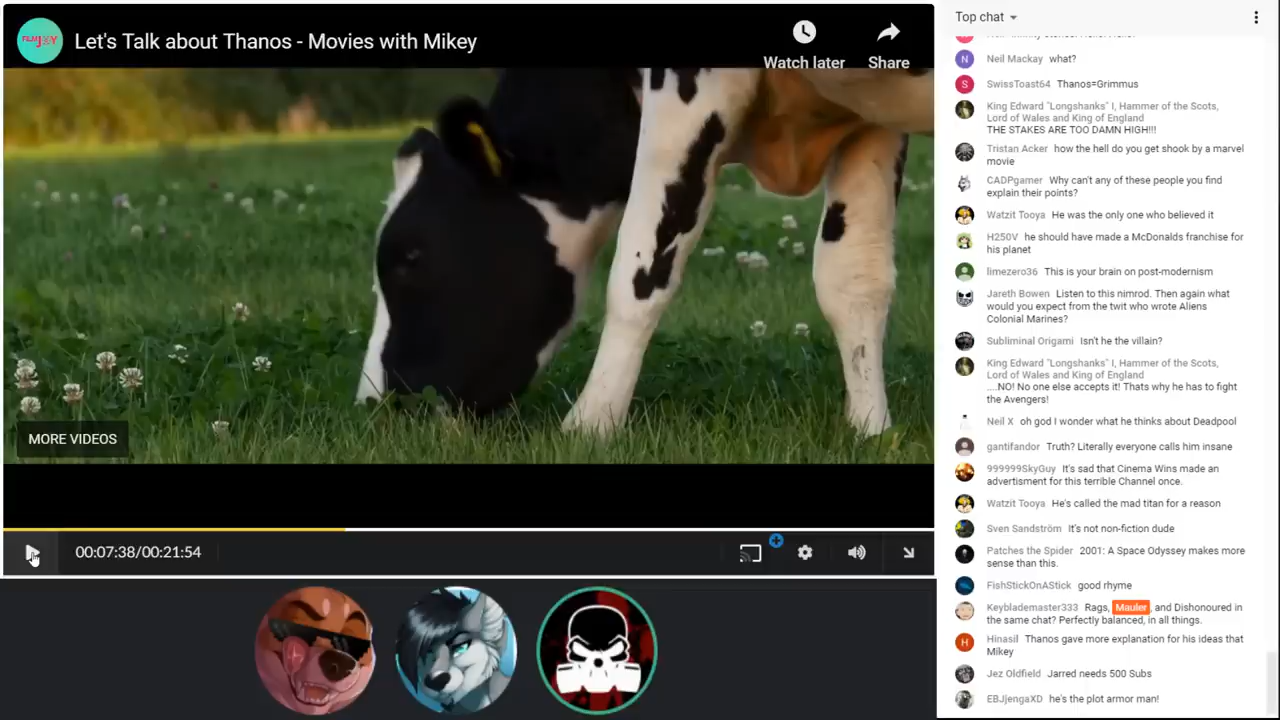 FILMJOY
Let's Talk about Thanos - Movies with Mikey
Watch later
Share
MORE VIDEOS
00:07:38/00:21:54
Top chat
Neil Mackay what?
SwissToast64 Thanos=Grimmus
King Edward "Longshanks" I, Hammer of the Scots,
Lord of Wales and King of England
THE STAKES ARE TOO DAMN HIGH!!!
Tristan Acker how the hell do you get shook by a marvel
movie
CADPgamer Why can't any of these people you find
explain their points?
Watzit Tooya He was the only one who believed it
H250V he should have made a McDonalds franchise for
his planet
limezero36 This is your brain on post-modernism
Jareth Bowen Listen to this nimrod. Then again what
would you expect from the twit who wrote Aliens
Colonial Marines?
Subliminal Origami Isn't he the villain?
King Edward "Longshanks" I, Hammer of the Scots,
Lord of Wales and King of England
....NO! No one else accepts it! Thats why he has to fight
the Avengers!
Neil X oh god I wonder what he thinks about Deadpool
gantifandor Truth? Literally everyone calls him insane
999999SkyGuy It's sad that Cinema Wins made an
advertisment for this terrible Channel once.
Watzit Tooya He's called the mad titan for a reason
Sven Sandström It's not non-fiction dude
Patches the Spider 2001: A Space Odyssey makes more
sense than this.
FishStickOnAStick good rhyme
Keyblademaster333 Rags, Mauler, and Dishonoured in
the same chat? Perfectly balanced, in all things.
H Hinasil Thanos gave more explanation for his ideas that
Mikey
Jez Oldfield Jarred needs 500 Subs
EBJjengaXD he's the plot armor man!